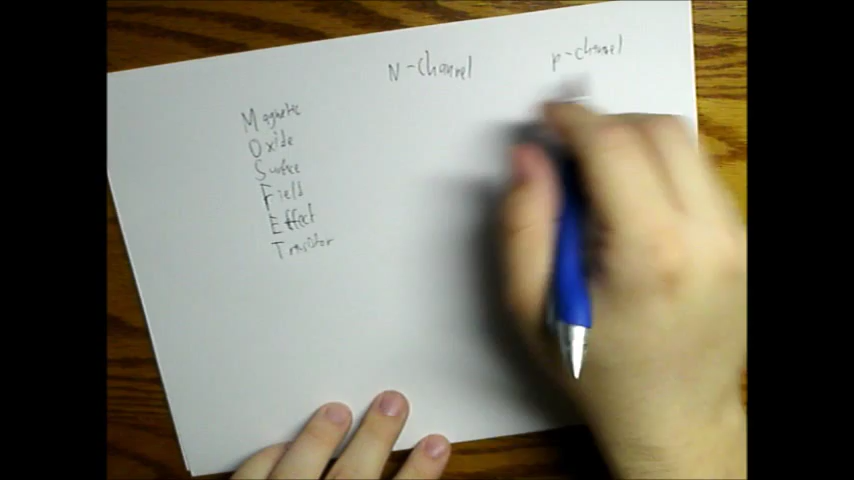 N-Channel
P-channel
Magnetic
Oxide
Surface
Field
Effect
Transistor